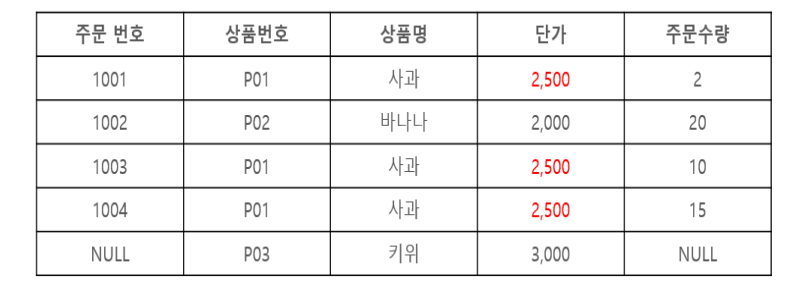 주문 번호 상품번호 상품명 단가 주문수량
1001 P01 사과 2,500 2
1002 P02 바나나 2,000 20
1003 P01 사과 2,500 10
1004 P01 사과 2,500 15
NULL P03 키위 3,000 NULL